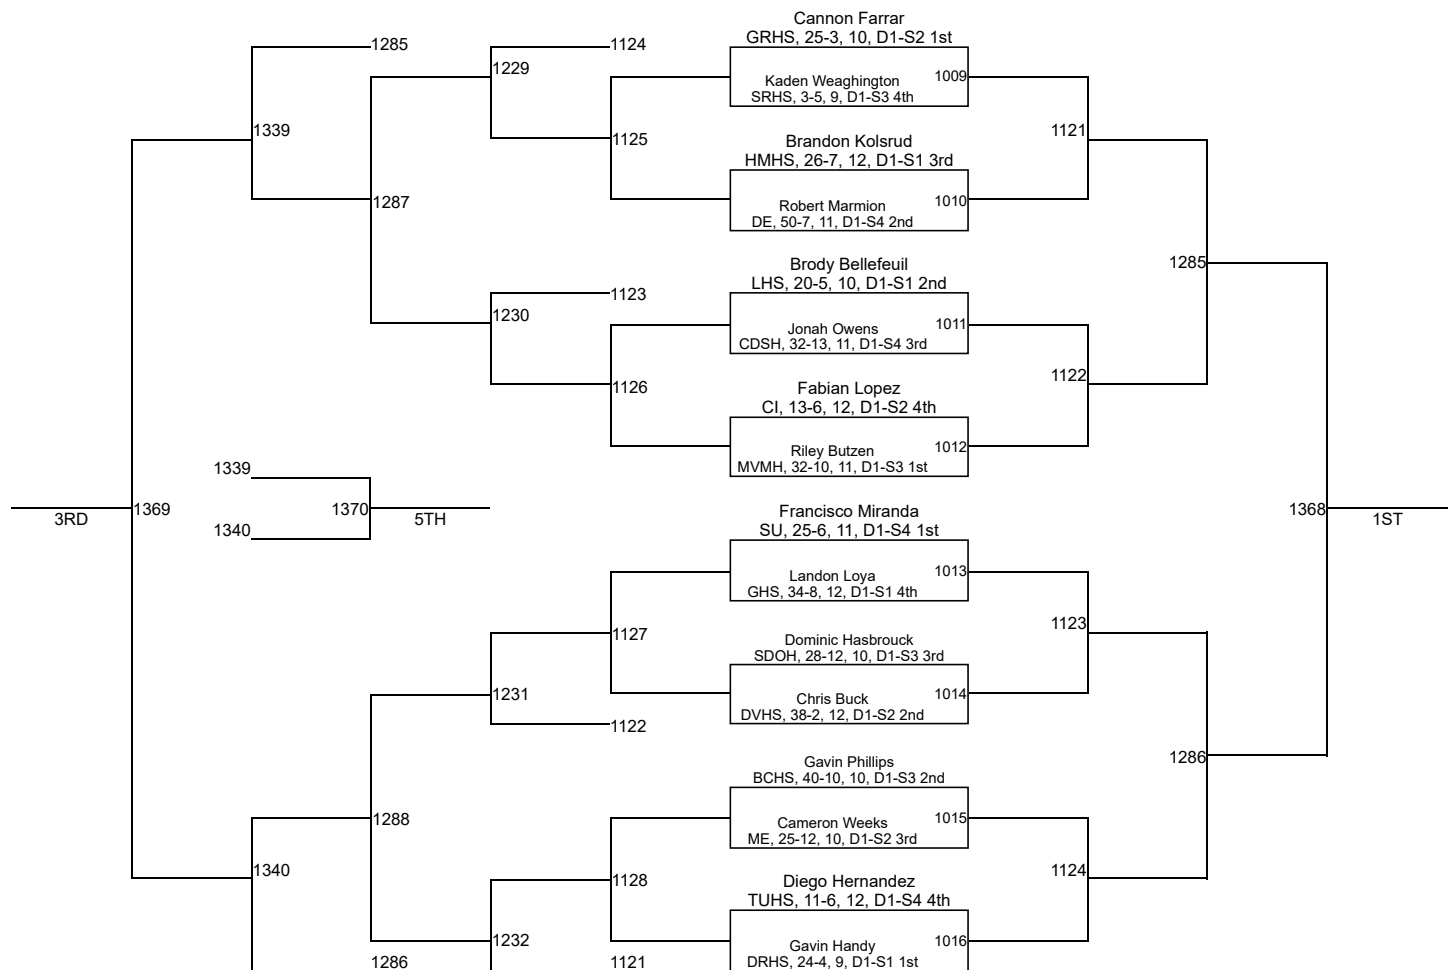 Cannon Farrar
GRHS, 25-3, 10, D1-S2 1st
1285
1124
1229
Kaden Weaghington
1009
SRHS, 3-5, 9, D1-S3 4th
1339
1125
1121
Brandon Kolsrud
HMHS, 26-7, 12, D1-S1 3rd
1287
Robert Marmion
1010
DE, 50-7, 11, D1-S4 2nd
Brody Bellefeuil
LHS, 20-5, 10, D1-S1 2nd
1285
1123
1230
Jonah Owens
1011
CDSH, 32-13, 11, D1-S4 3rd
1126
1122
Fabian Lopez
CI, 13-6, 12, D1-S2 4th
Riley Butzen
1012
MVMH, 32-10, 11, D1-S3 1st
1339
1369
1370
1368
3RD
5TH
1ST
1340
Francisco Miranda
SU, 25-6, 11, D1-S4 1st
Landon Loya
1013
GHS, 34-8, 12, D1-S1 4th
1127
1123
Dominic Hasbrouck
SDOH, 28-12, 10, D1-S3 3rd
1231
Chris Buck
1014
DVHS, 38-2, 12, D1-S2 2nd
1122
1286
Gavin Phillips
BCHS, 40-10, 10, D1-S3 2nd
1288
Cameron Weeks
1015
ME, 25-12, 10, D1-S2 3rd
1340
1128
1124
Diego Hernandez
TUHS, 11-6, 12, D1-S4 4th
1232
Gavin Handy
1016
DRHS, 24-4, 9, D1-S1 1st
1286
1121